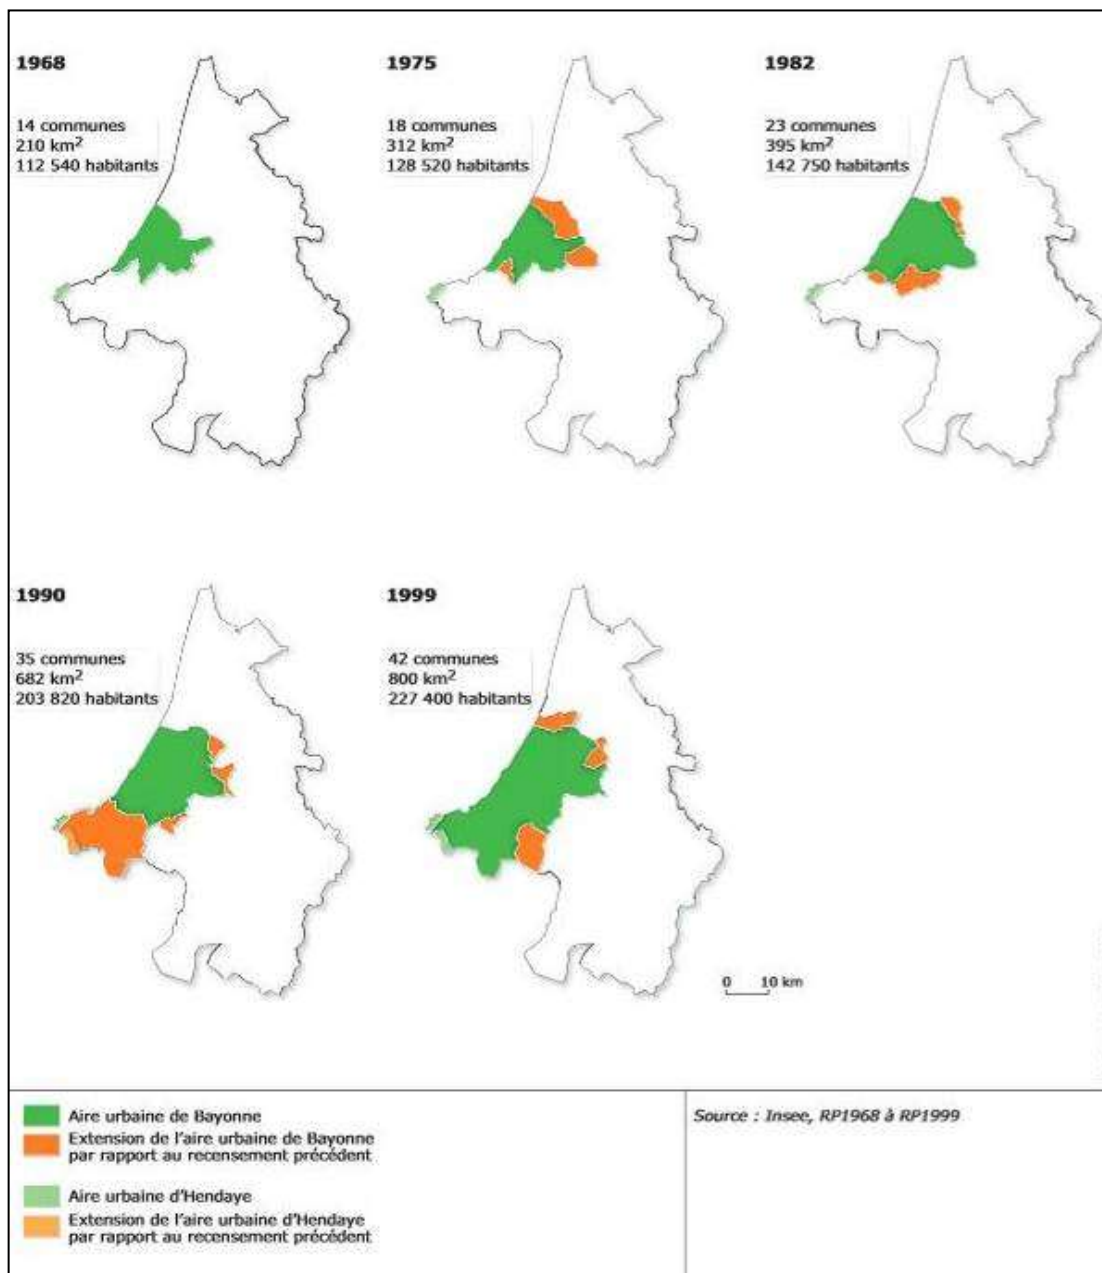 1968
14 communes
210 km²
112 540 habitants
1975
18 communes
312 km²
128 520 habitants
1982
23 communes
395 km²
142 750 habitants
1990
35 communes
682 km²
203 820 habitants
1999
42 communes
800 km²
227 400 habitants
0 10 km
Aire urbaine de Bayonne
Extension de l'aire urbaine de Bayonne
par rapport au recensement précédent
Aire urbaine d'Hendaye
Extension de l'aire urbaine d'Hendaye
par rapport au recensement précédent
Source : Insee, RP1968 à RP1999